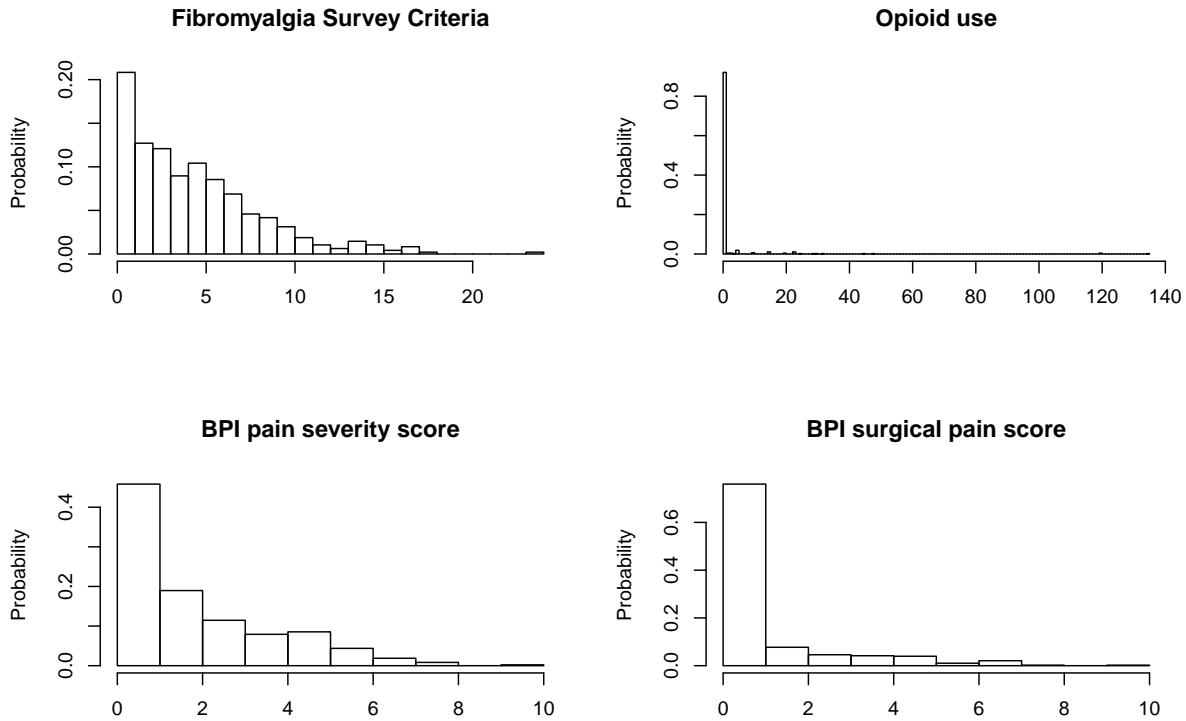 Fibromyalgia Survey Criteria
Probability
0.00
0.10
0.20
0 5 10 15 20
Opioid use
Probability
0.0
0.4
0.8
0 20 40 60 80 100 120 140
BPI pain severity score
Probability
0.0
0.2
0.4
0 2 4 6 8 10
BPI surgical pain score
Probability
0.0
0.2
0.4
0.6
0 2 4 6 8 10